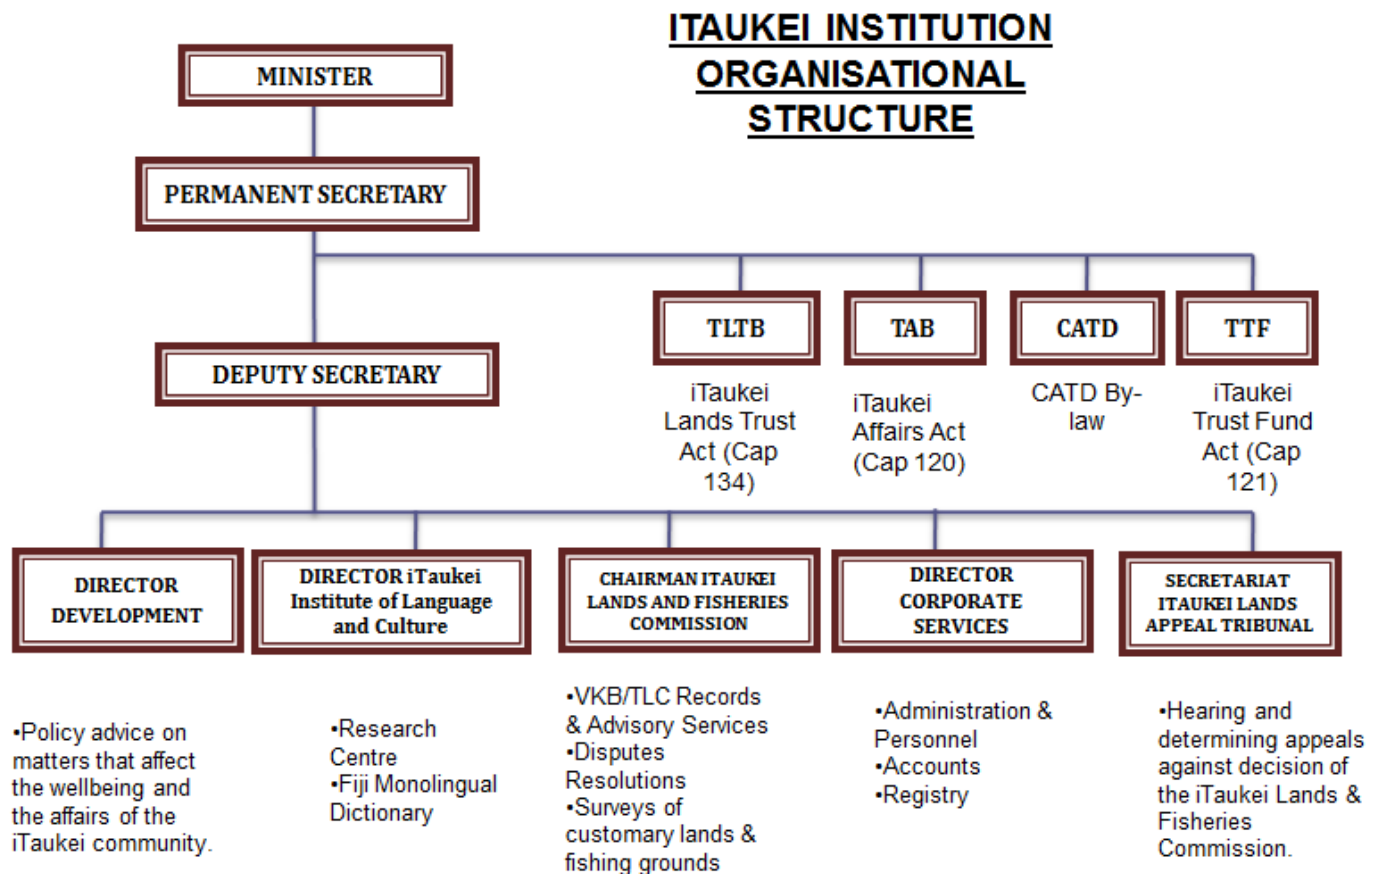 ITAUKEI INSTITUTION
ORGANISATIONAL
STRUCTURE
MINISTER
PERMANENT SECRETARY
TLTB
TAB
CATD
TTF
iTaukei
Lands Trust
Act (Cap
134)
iTaukei
Affairs Act
(Cap 120)
CATD By-
law
iTaukei
Trust Fund
Act (Cap
121)
DEPUTY SECRETARY
DIRECTOR
DEVELOPMENT
DIRECTOR iTaukei
Institute of Language
and Culture
CHAIRMAN ITAUKEI
LANDS AND FISHERIES
COMMISSION
DIRECTOR
CORPORATE
SERVICES
SECRETARIAT
ITAUKEI LANDS
APPEAL TRIBUNAL
•Policy advice on
matters that affect
the wellbeing and
the affairs of the
iTaukei community.
•Research
Centre
•Fiji Monolingual
Dictionary
•VKB/TLC Records
& Advisory Services
•Disputes
Resolutions
•Surveys of
customary lands &
fishing grounds
•Administration &
Personnel
•Accounts
•Registry
•Hearing and
determining appeals
against decision of
the iTaukei Lands &
Fisheries
Commission.